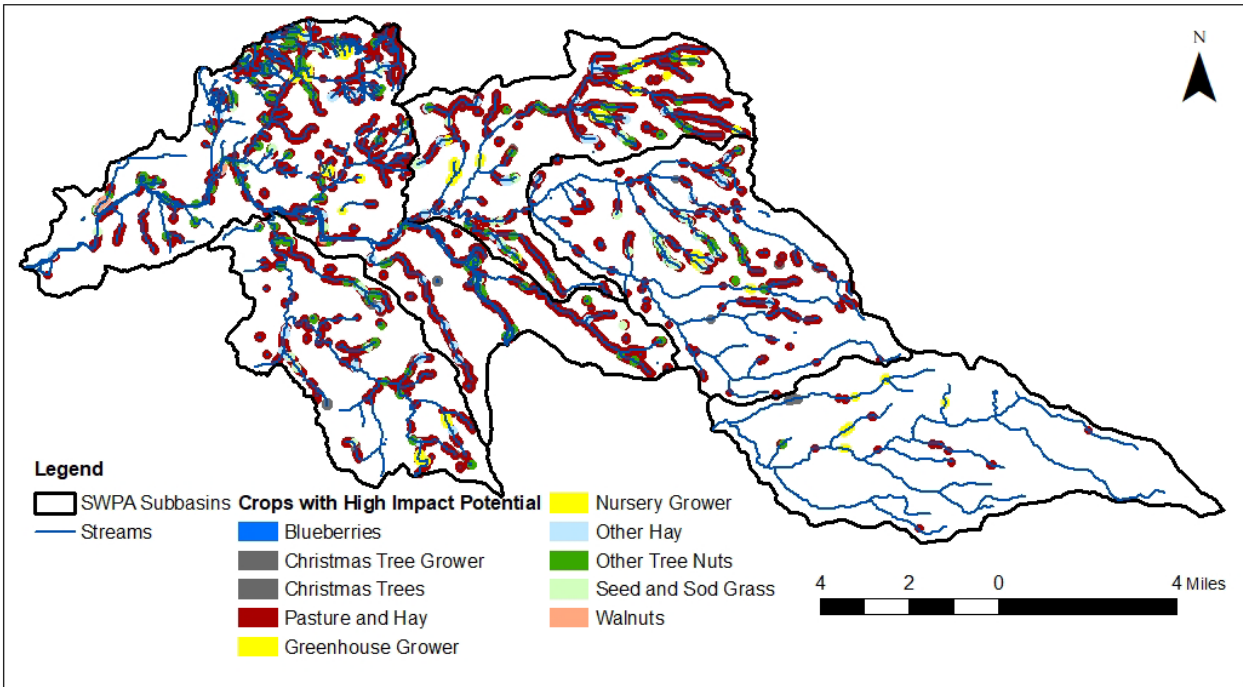 N
Legend
SWPA Subbasins
Streams
Crops with High Impact Potential
Blueberries
Christmas Tree Grower
Christmas Trees
Pasture and Hay
Greenhouse Grower
Nursery Grower
Other Hay
Other Tree Nuts
Seed and Sod Grass
Walnuts
4 2 0 4 Miles